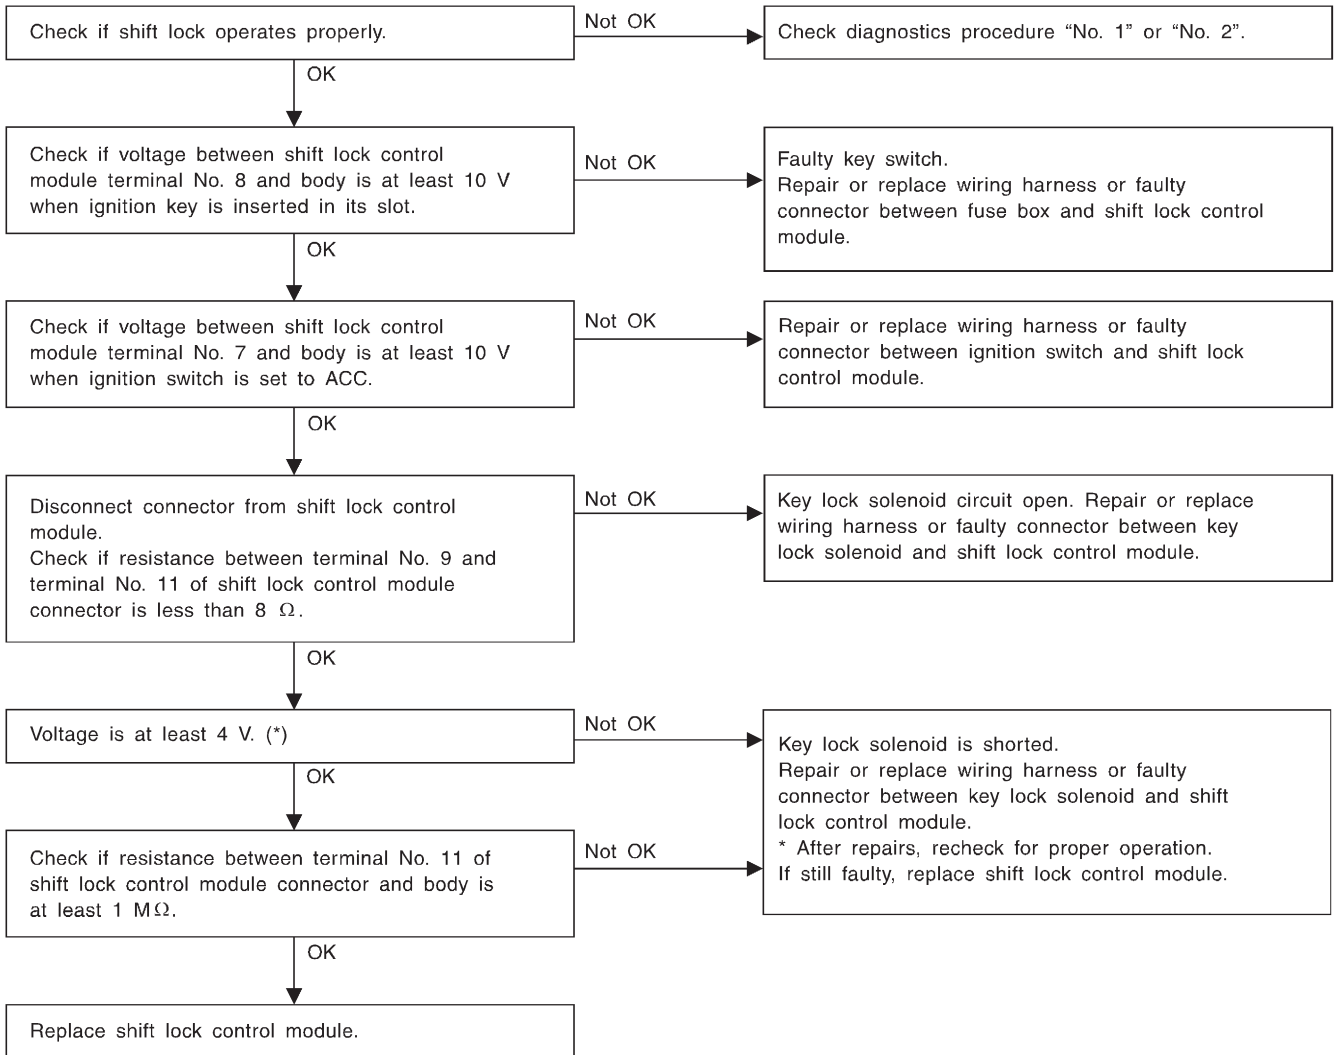 Check if shift lock operates properly.
Not OK
Check diagnostics procedure “No. 1” or “No. 2”.
OK
Check if voltage between shift lock control
module terminal No. 8 and body is at least 10 V
when ignition key is inserted in its slot.
Not OK
Faulty key switch.
Repair or replace wiring harness or faulty
connector between fuse box and shift lock control
module.
OK
Check if voltage between shift lock control
module terminal No. 7 and body is at least 10 V
when ignition switch is set to ACC.
Not OK
Repair or replace wiring harness or faulty
connector between ignition switch and shift lock
control module.
OK
Disconnect connector from shift lock control
module.
Check if resistance between terminal No. 9 and
terminal No. 11 of shift lock control module
connector is less than 8 Ω.
Not OK
Key lock solenoid circuit open. Repair or replace
wiring harness or faulty connector between key
lock solenoid and shift lock control module.
OK
Voltage is at least 4 V. (*)
Not OK
Key lock solenoid is shorted.
Repair or replace wiring harness or faulty
connector between key lock solenoid and shift
lock control module.
* After repairs, recheck for proper operation.
If still faulty, replace shift lock control module.
OK
Check if resistance between terminal No. 11 of
shift lock control module connector and body is
at least 1 MΩ.
Not OK
OK
Replace shift lock control module.